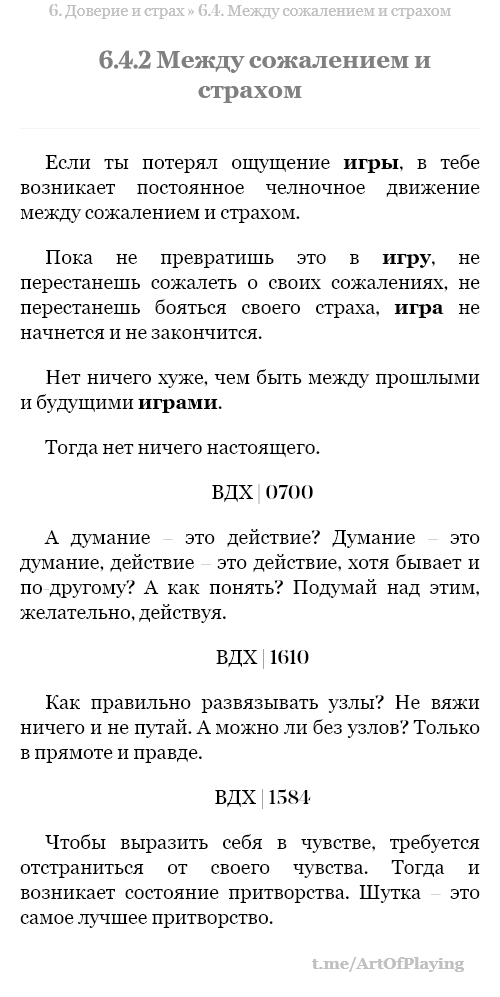 6. Доверие и страх » 6.4. Между сожалением и страхом
6.4.2 Между сожалением и
страхом
Если ты потерял ощущение игры, в тебе
возникает постоянное челночное движение
между сожалением и страхом.
Пока не превратишь это в игру, не
перестанешь сожалеть о своих сожалениях, не
перестанешь бояться своего страха, игра не
начнется и не закончится.
Нет ничего хуже, чем быть между прошлыми
и будущими играми.
Тогда нет ничего настоящего.
ВДХ | 0700
А думание – это действие? Думание – это
думание, действие – это действие, хотя бывает и
по-другому? А как понять? Подумай над этим,
желательно, действуя.
ВДХ | 1610
Как правильно развязывать узлы? Не вяжи
ничего и не путай. А можно ли без узлов? Только
в прямоте и правде.
ВДХ | 1584
Чтобы выразить себя в чувстве, требуется
отстраниться от своего чувства. Тогда и
возникает состояние притворства. Шутка – это
самое лучшее притворство.
t.me/ArtOfPlaying